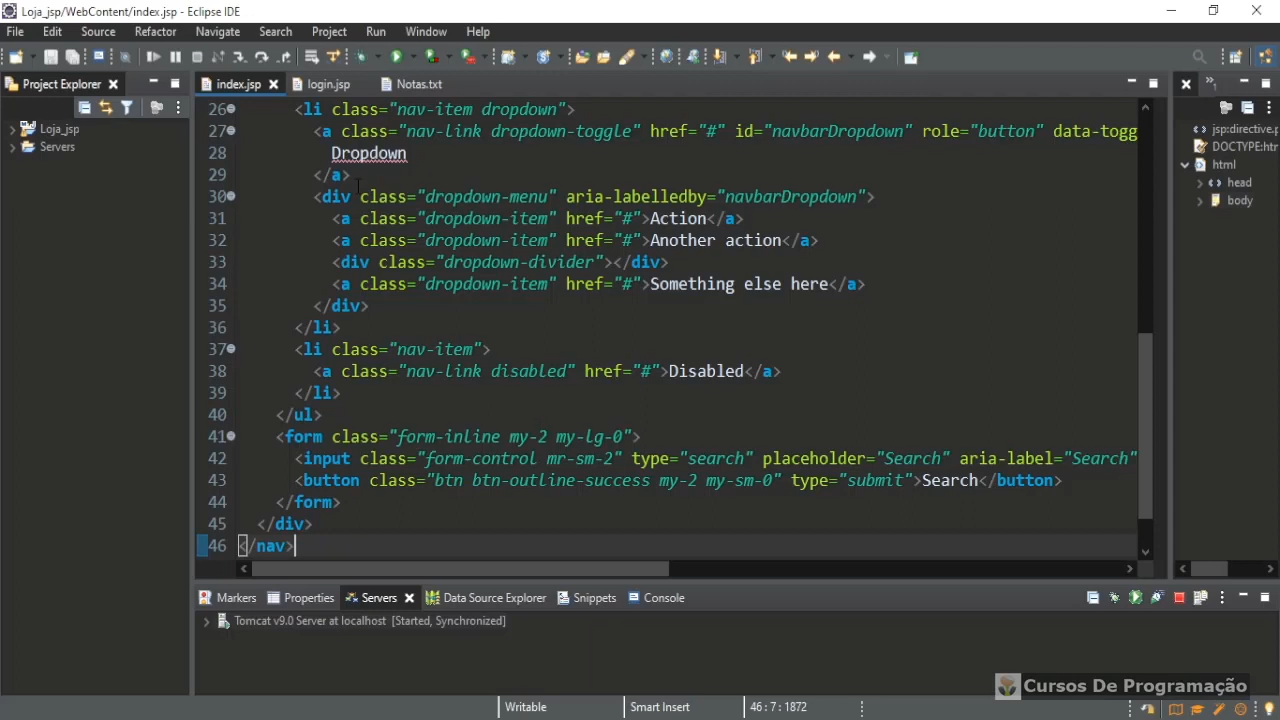 Loja_jsp/WebContent/index.jsp - Eclipse IDE
File Edit Source Refactor Navigate Search Project Run Window Help
Project Explorer
index.jsp
login.jsp
Notas.txt
Loja_jsp
Servers
26 <li class="nav-item dropdown">
27 <a class="nav-link dropdown-toggle" href="#" id="navbarDropdown" role="button" data-togg
28 Dropdown
29 </a>
30 <div class="dropdown-menu" aria-labelledby="navbarDropdown">
31 <a class="dropdown-item" href="#">Action</a>
32 <a class="dropdown-item" href="#">Another action</a>
33 <div class="dropdown-divider"></div>
34 <a class="dropdown-item" href="#">Something else here</a>
35 </div>
36 </li>
37 <li class="nav-item">
38 <a class="nav-link disabled" href="#">Disabled</a>
39 </li>
40 </ul>
41 <form class="form-inline my-2 my-lg-0">
42 <input class="form-control mr-sm-2" type="search" placeholder="Search" aria-label="Search"
43 <button class="btn btn-outline-success my-2 my-sm-0" type="submit">Search</button>
44 </form>
45 </div>
46 </nav>
jsp:directive.p
DOCTYPE:htr
html
head
body
Markers Properties Servers Data Source Explorer Snippets Console
Tomcat v9.0 Server at localhost [Started, Synchronized]
Cursos De Programação
Writable Smart Insert 46 : 7 : 1872